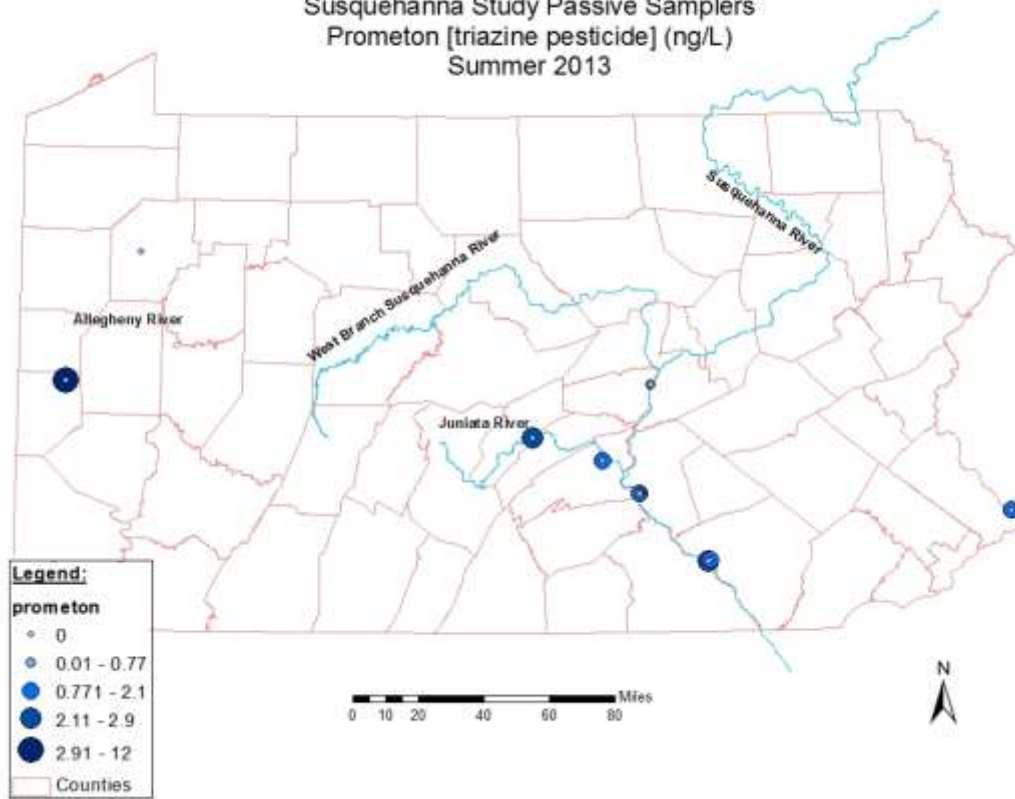 Susquehanna Study Passive Samplers
Prometon [triazine pesticide] (ng/L)
Summer 2013
Susquehanna River
West Branch Susquehanna River
Allegheny River
Juniata River
Legend:
prometon
0
0.01 - 0.77
0.771 - 2.1
2.11 - 2.9
2.91 - 12
Counties
Miles
0 10 20 40 60 80
N